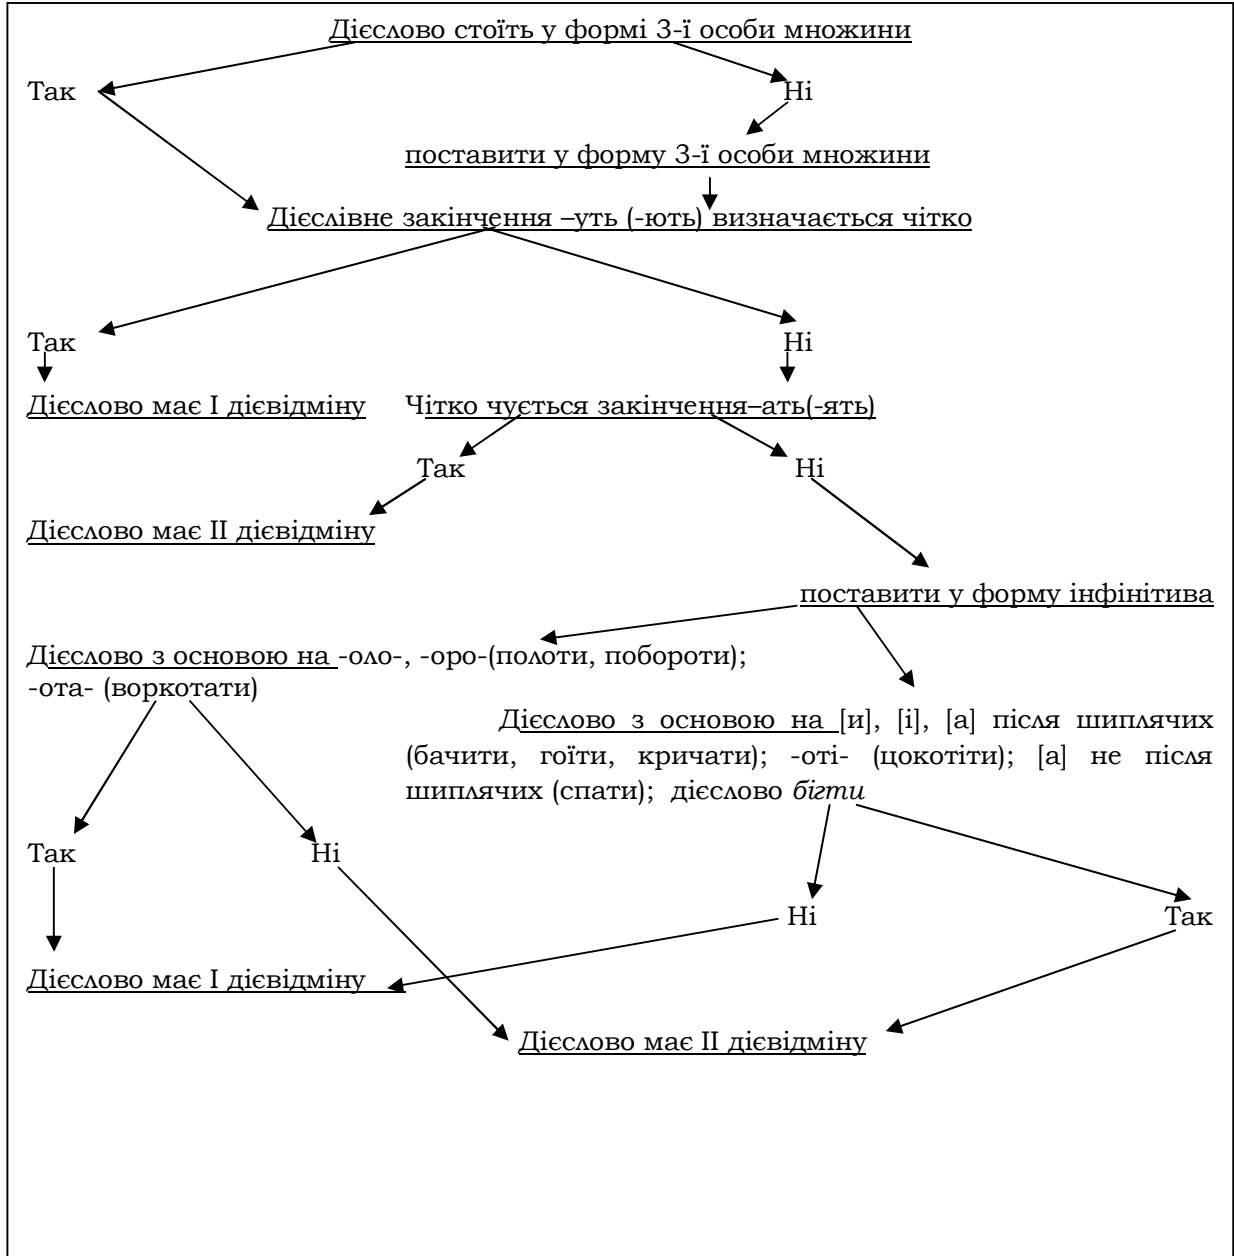 Дієслово стоїть у формі 3-ї особи множини
Так Ні
поставити у форму 3-ї особи множини
Дієслівне закінчення –уть (-ють) визначається чітко
Так Ні
Дієслово має І дієвідміну Чітко чується закінчення–ать(-ять)
Так Ні
Дієслово має ІІ дієвідміну
поставити у форму інфінітива
Дієслово з основою на -оло-, -оро-(полоти, побороти);
-ота- (воркотати)
Дієслово з основою на [и], [і], [а] після шиплячих
(бачити, гоїти, кричати); -оті- (цокотіти); [а] не після
шиплячих (спати); дієслово бігти
Так Ні
Ні Так
Дієслово має І дієвідміну
Дієслово має ІІ дієвідміну